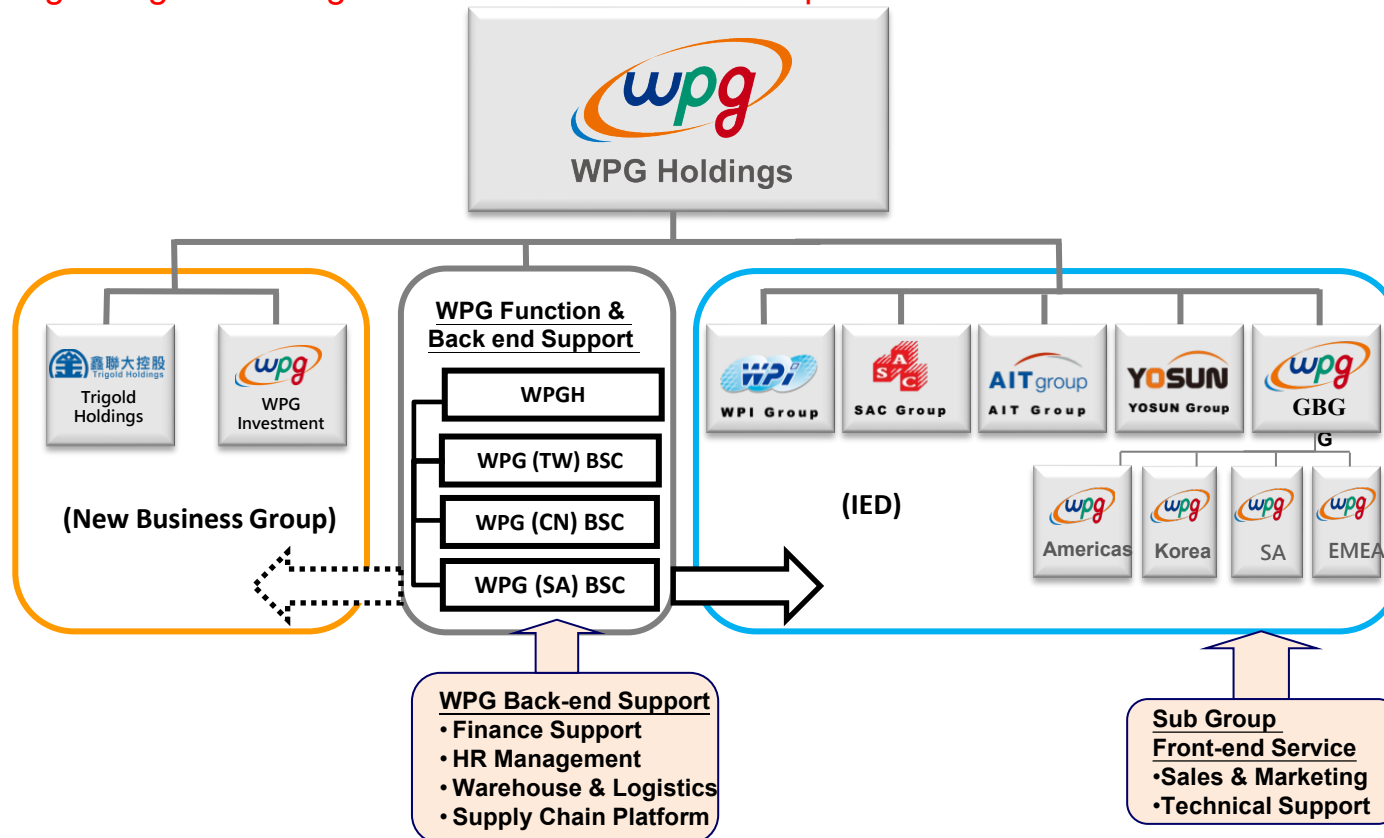 wpg
WPG Holdings
鑫聯大控股
Trigold Holdings
Trigold
Holdings
wpg
WPG
Investment
(New Business Group)
WPG Function &
Back end Support
WPGH
WPG (TW) BSC
WPG (CN) BSC
WPG (SA) BSC
WPi
WPI Group
SAC
SAC Group
AIT group
AIT Group
YOSUN
YOSUN Group
wpg
GBG
G
(IED)
wpg
Americas
wpg
Korea
wpg
SA
wpg
EMEA
WPG Back-end Support
• Finance Support
• HR Management
• Warehouse & Logistics
• Supply Chain Platform
Sub Group
Front-end Service
•Sales & Marketing
•Technical Support